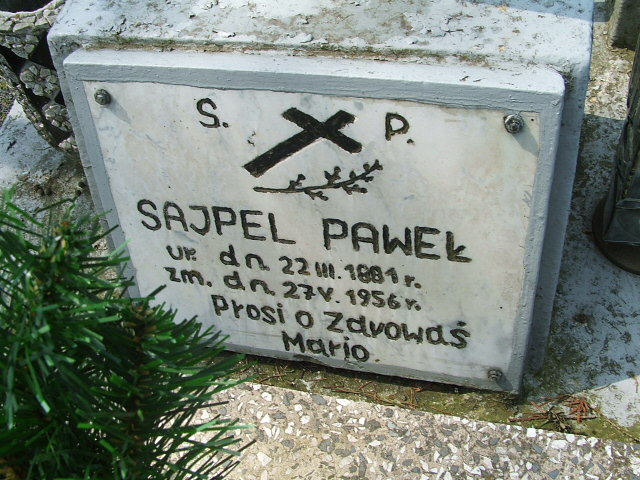 S. P.
SAJPEL PAWEŁ
ur. dn. 22 III. 1881 r.
zm. dn. 27 V. 1956 r.
Prosi o Zdrowaś
Mario.